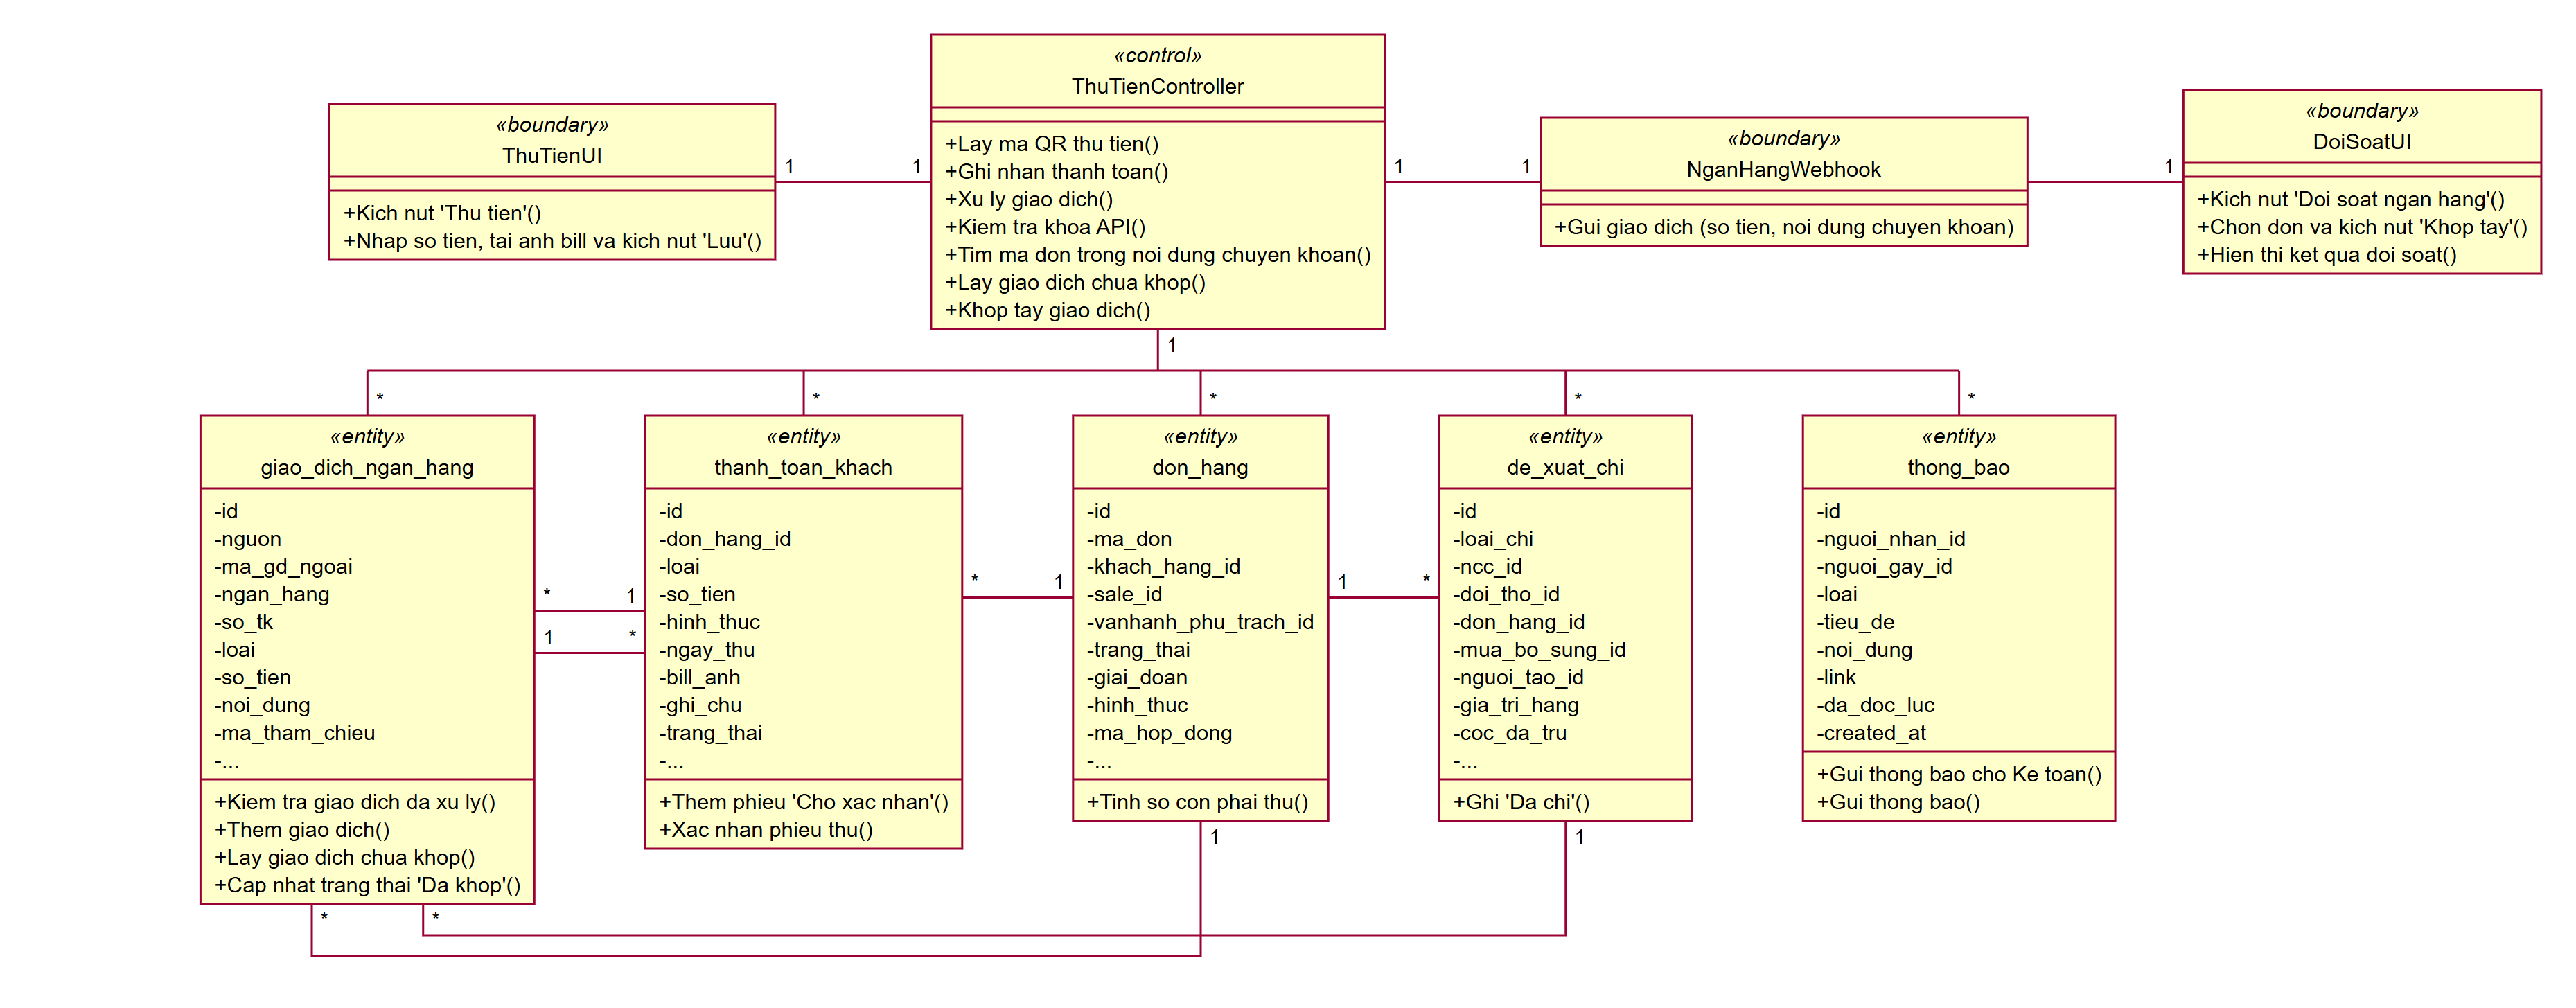 «control»
ThuTienController
+Lay ma QR thu tien()
+Ghi nhan thanh toan()
+Xu ly giao dich()
+Kiem tra khoa API()
+Tim ma don trong noi dung chuyen khoan()
+Lay giao dich chua khop()
+Khop tay giao dich()
«boundary»
ThuTienUI
+Kich nut 'Thu tien'()
+Nhap so tien, tai anh bill va kich nut 'Luu'()
1
1
1
1
«boundary»
NganHangWebhook
+Gui giao dich (so tien, noi dung chuyen khoan)
1
«boundary»
DoiSoatUI
+Kich nut 'Doi soat ngan hang'()
+Chon don va kich nut 'Khop tay'()
+Hien thi ket qua doi soat()
1
*
*
*
*
*
«entity»
giao_dich_ngan_hang
-id
-nguon
-ma_gd_ngoai
-ngan_hang
-so_tk
-loai
-so_tien
-noi_dung
-ma_tham_chieu
-...
+Kiem tra giao dich da xu ly()
+Them giao dich()
+Lay giao dich chua khop()
+Cap nhat trang thai 'Da khop'()
*
1
1
*
«entity»
thanh_toan_khach
-id
-don_hang_id
-loai
-so_tien
-hinh_thuc
-ngay_thu
-bill_anh
-ghi_chu
-trang_thai
-...
+Them phieu 'Cho xac nhan'()
+Xac nhan phieu thu()
*
1
«entity»
don_hang
-id
-ma_don
-khach_hang_id
-sale_id
-vanhanh_phu_trach_id
-trang_thai
-giai_doan
-hinh_thuc
-ma_hop_dong
-...
+Tinh so con phai thu()
1
*
«entity»
de_xuat_chi
-id
-loai_chi
-ncc_id
-doi_tho_id
-don_hang_id
-mua_bo_sung_id
-nguoi_tao_id
-gia_tri_hang
-coc_da_tru
-...
+Ghi 'Da chi'()
«entity»
thong_bao
-id
-nguoi_nhan_id
-nguoi_gay_id
-loai
-tieu_de
-noi_dung
-link
-da_doc_luc
-created_at
+Gui thong bao cho Ke toan()
+Gui thong bao()
1
1
*
*